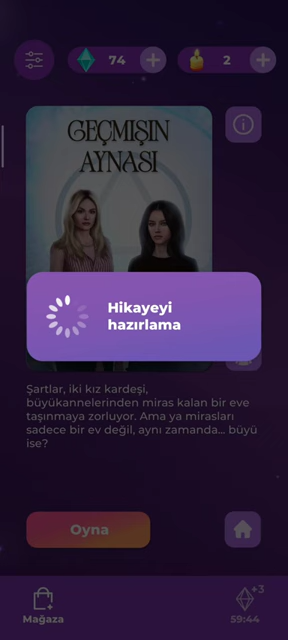 74
2
GEÇMİŞİN
AYNASI
Hikayeyi
hazırlama
Şartlar, iki kız kardeşi,
büyükannelerinden miras kalan bir eve
taşınmaya zorluyor. Ama ya mirasları
sadece bir ev değil, aynı zamanda... büyü
ise?
Oyna
+3
Mağaza
59:44